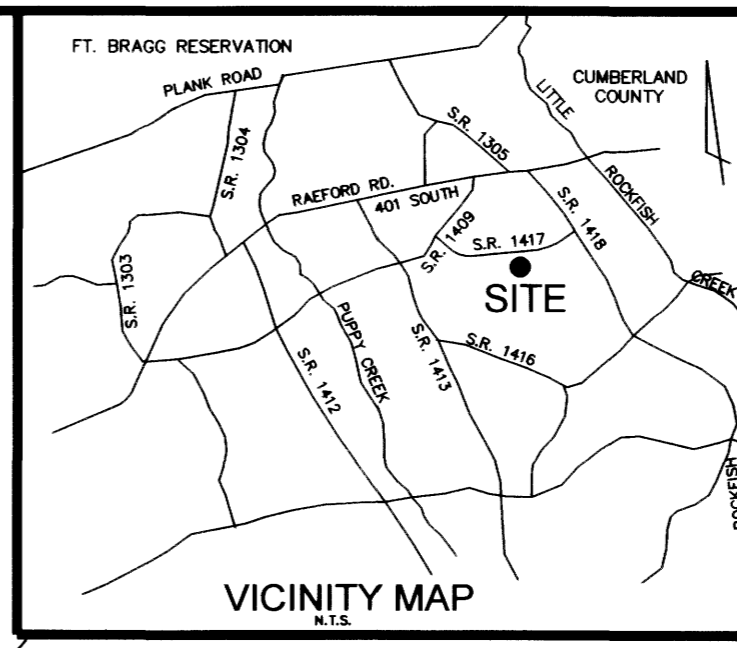 FT. BRAGG RESERVATION
PLANK ROAD
CUMBERLAND
COUNTY
LITTLE
ROCKFISH
CREEK
S.R. 1304
S.R. 1305
RAEFORD RD.
401 SOUTH
S.R. 1409
S.R. 1417
S.R. 1418
SITE
S.R. 1303
PUPPY CREEK
S.R. 1412
S.R. 1413
S.R. 1416
ROCKFISH
VICINITY MAP
N.T.S.